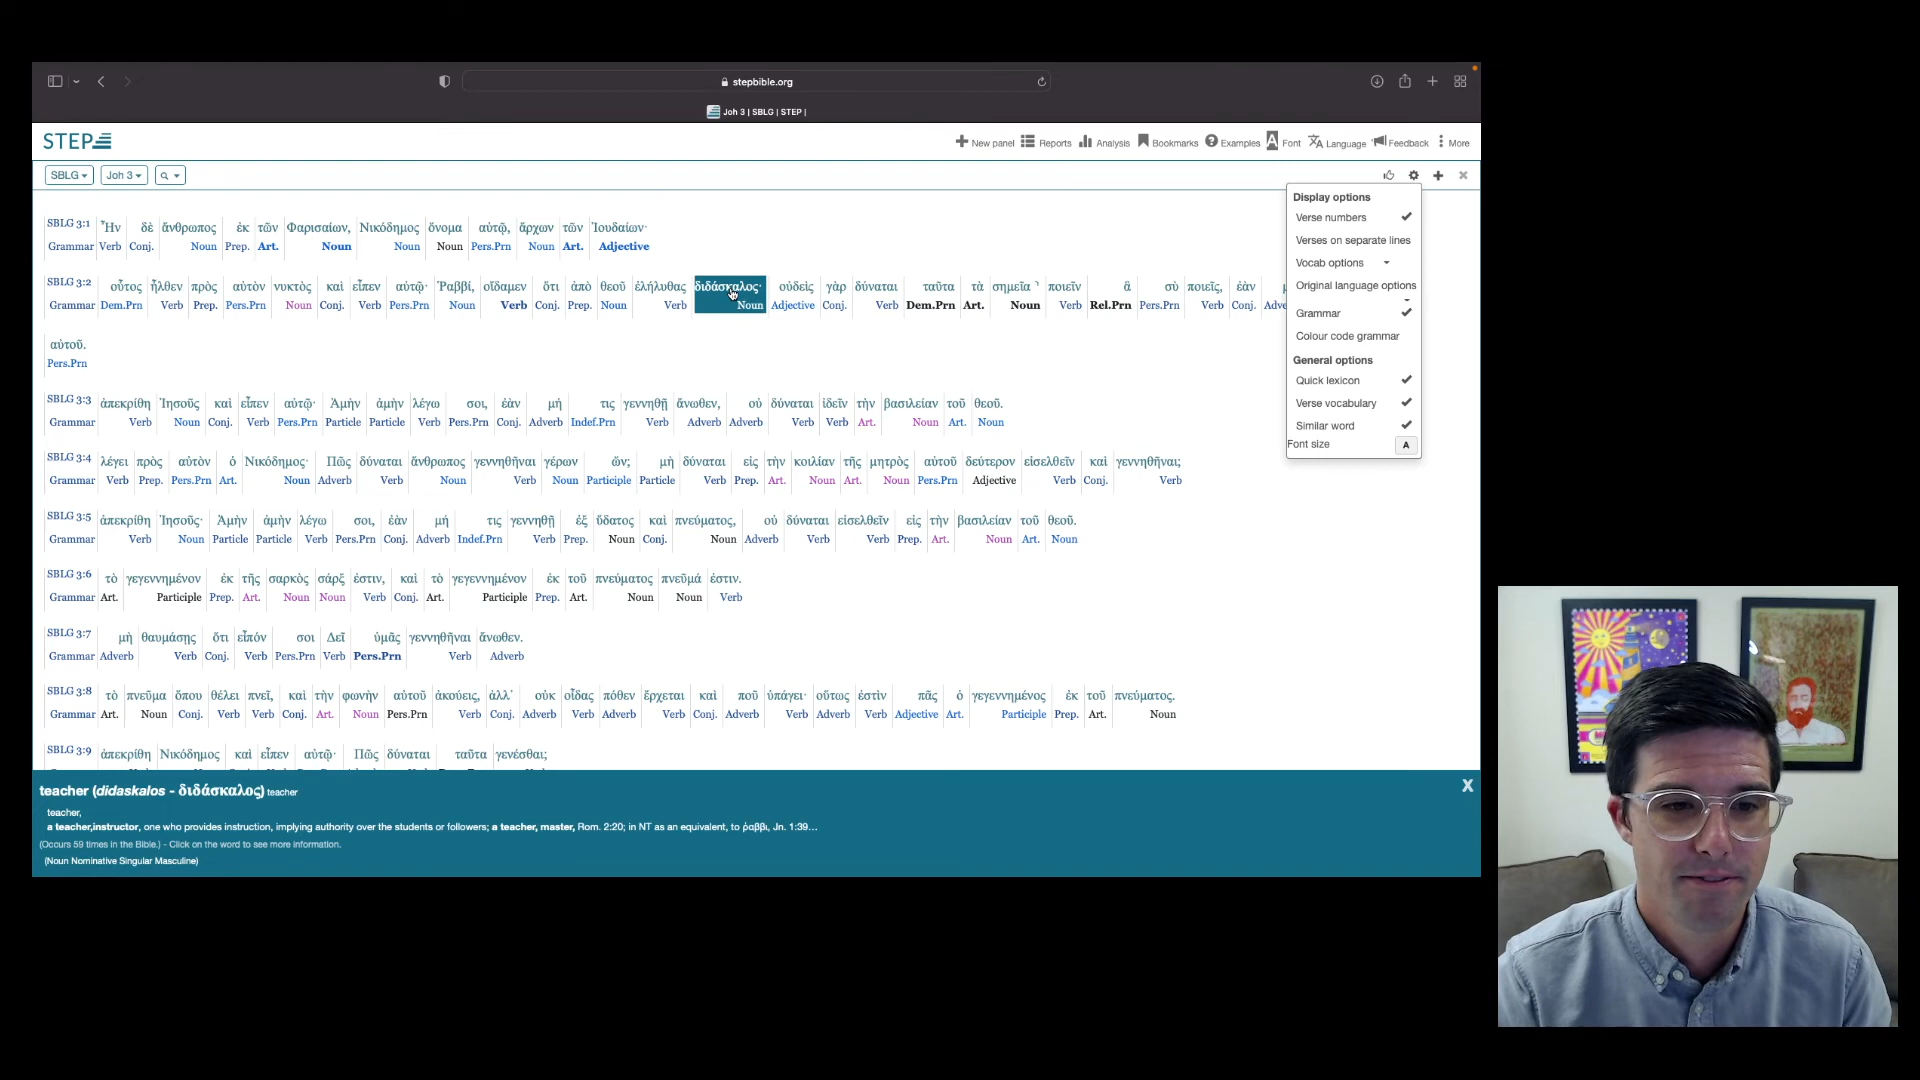 stepbible.org
Joh 3 | SBLG | STEP |
STEP
New panel Reports Analysis Bookmarks Examples A Font Language Feedback More
SBLG Joh 3
SBLG 3:1 Ἦν δὲ ἄνθρωπος ἐκ τῶν Φαρισαίων, Νικόδημος ὄνομα αὐτῷ, ἄρχων τῶν Ἰουδαίων·
Grammar Verb Conj. Noun Prep. Art. Noun Noun Noun Pers.Prn Noun Art. Adjective
SBLG 3:2 οὗτος ἦλθεν πρὸς αὐτὸν νυκτὸς καὶ εἶπεν αὐτῷ· Ῥαββί, οἴδαμεν ὅτι ἀπὸ θεοῦ ἐλήλυθας διδάσκαλος· οὐδεὶς γὰρ δύναται ταῦτα τὰ σημεῖα ⸃ ποιεῖν ἃ σὺ ποιεῖς, ἐὰν
Grammar Dem.Prn Verb Prep. Pers.Prn Noun Conj. Verb Pers.Prn Noun Verb Conj. Prep. Noun Verb Noun Adjective Conj. Verb Dem.Prn Art. Noun Verb Rel.Prn Pers.Prn Verb Conj. Adve
αὐτοῦ.
Pers.Prn
SBLG 3:3 ἀπεκρίθη Ἰησοῦς καὶ εἶπεν αὐτῷ· Ἀμὴν ἀμὴν λέγω σοι, ἐὰν μή τις γεννηθῇ ἄνωθεν, οὐ δύναται ἰδεῖν τὴν βασιλείαν τοῦ θεοῦ.
Grammar Verb Noun Conj. Verb Pers.Prn Particle Particle Verb Pers.Prn Conj. Adverb Indef.Prn Verb Adverb Adverb Verb Verb Art. Noun Art. Noun
SBLG 3:4 λέγει πρὸς αὐτὸν ὁ Νικόδημος· Πῶς δύναται ἄνθρωπος γεννηθῆναι γέρων ὤν; μὴ δύναται εἰς τὴν κοιλίαν τῆς μητρὸς αὐτοῦ δεύτερον εἰσελθεῖν καὶ γεννηθῆναι;
Grammar Verb Prep. Pers.Prn Art. Noun Adverb Verb Noun Verb Noun Participle Particle Verb Prep. Art. Noun Art. Noun Pers.Prn Adjective Verb Conj. Verb
SBLG 3:5 ἀπεκρίθη Ἰησοῦς· Ἀμὴν ἀμὴν λέγω σοι, ἐὰν μή τις γεννηθῇ ἐξ ὕδατος καὶ πνεύματος, οὐ δύναται εἰσελθεῖν εἰς τὴν βασιλείαν τοῦ θεοῦ.
Grammar Verb Noun Particle Particle Verb Pers.Prn Conj. Adverb Indef.Prn Verb Prep. Noun Conj. Noun Adverb Verb Verb Prep. Art. Noun Art. Noun
SBLG 3:6 τὸ γεγεννημένον ἐκ τῆς σαρκὸς σάρξ ἐστιν, καὶ τὸ γεγεννημένον ἐκ τοῦ πνεύματος πνεῦμά ἐστιν.
Grammar Art. Participle Prep. Art. Noun Noun Verb Conj. Art. Participle Prep. Art. Noun Noun Verb
SBLG 3:7 μὴ θαυμάσῃς ὅτι εἶπόν σοι Δεῖ ὑμᾶς γεννηθῆναι ἄνωθεν.
Grammar Adverb Verb Conj. Verb Pers.Prn Verb Pers.Prn Verb Adverb
SBLG 3:8 τὸ πνεῦμα ὅπου θέλει πνεῖ, καὶ τὴν φωνὴν αὐτοῦ ἀκούεις, ἀλλ’ οὐκ οἶδας πόθεν ἔρχεται καὶ ποῦ ὑπάγει· οὕτως ἐστὶν πᾶς ὁ γεγεννημένος ἐκ τοῦ πνεύματος.
Grammar Art. Noun Conj. Verb Verb Conj. Art. Noun Pers.Prn Verb Conj. Adverb Verb Adverb Verb Conj. Adverb Verb Adverb Verb Adjective Art. Participle Prep. Art. Noun
SBLG 3:9 ἀπεκρίθη Νικόδημος καὶ εἶπεν αὐτῷ· Πῶς δύναται ταῦτα γενέσθαι;
Display options
Verse numbers
Verses on separate lines
Vocab options
Original language options
Grammar
Colour code grammar
General options
Quick lexicon
Verse vocabulary
Similar word
Font size A
teacher (didaskalos - διδάσκαλος) teacher
teacher,
a teacher,instructor, one who provides instruction, implying authority over the students or followers; a teacher, master, Rom. 2:20; in NT as an equivalent, to ῥαββι, Jn. 1:39...
(Occurs 59 times in the Bible.) - Click on the word to see more information.
(Noun Nominative Singular Masculine)
X